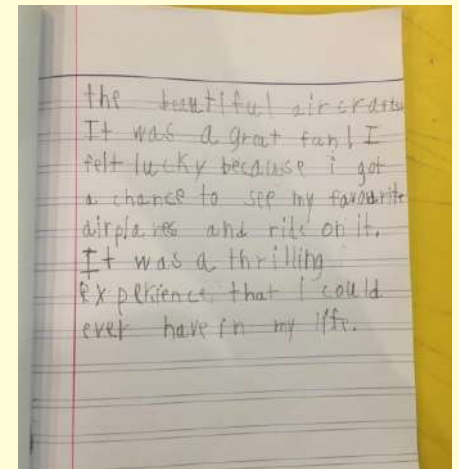 the beautiful aircrafts.
It was a great fun! I
felt lucky because i got
a chance to see my favourite
airplanes and ride on it.
It was a thrilling
experience that i could
ever have in my life.